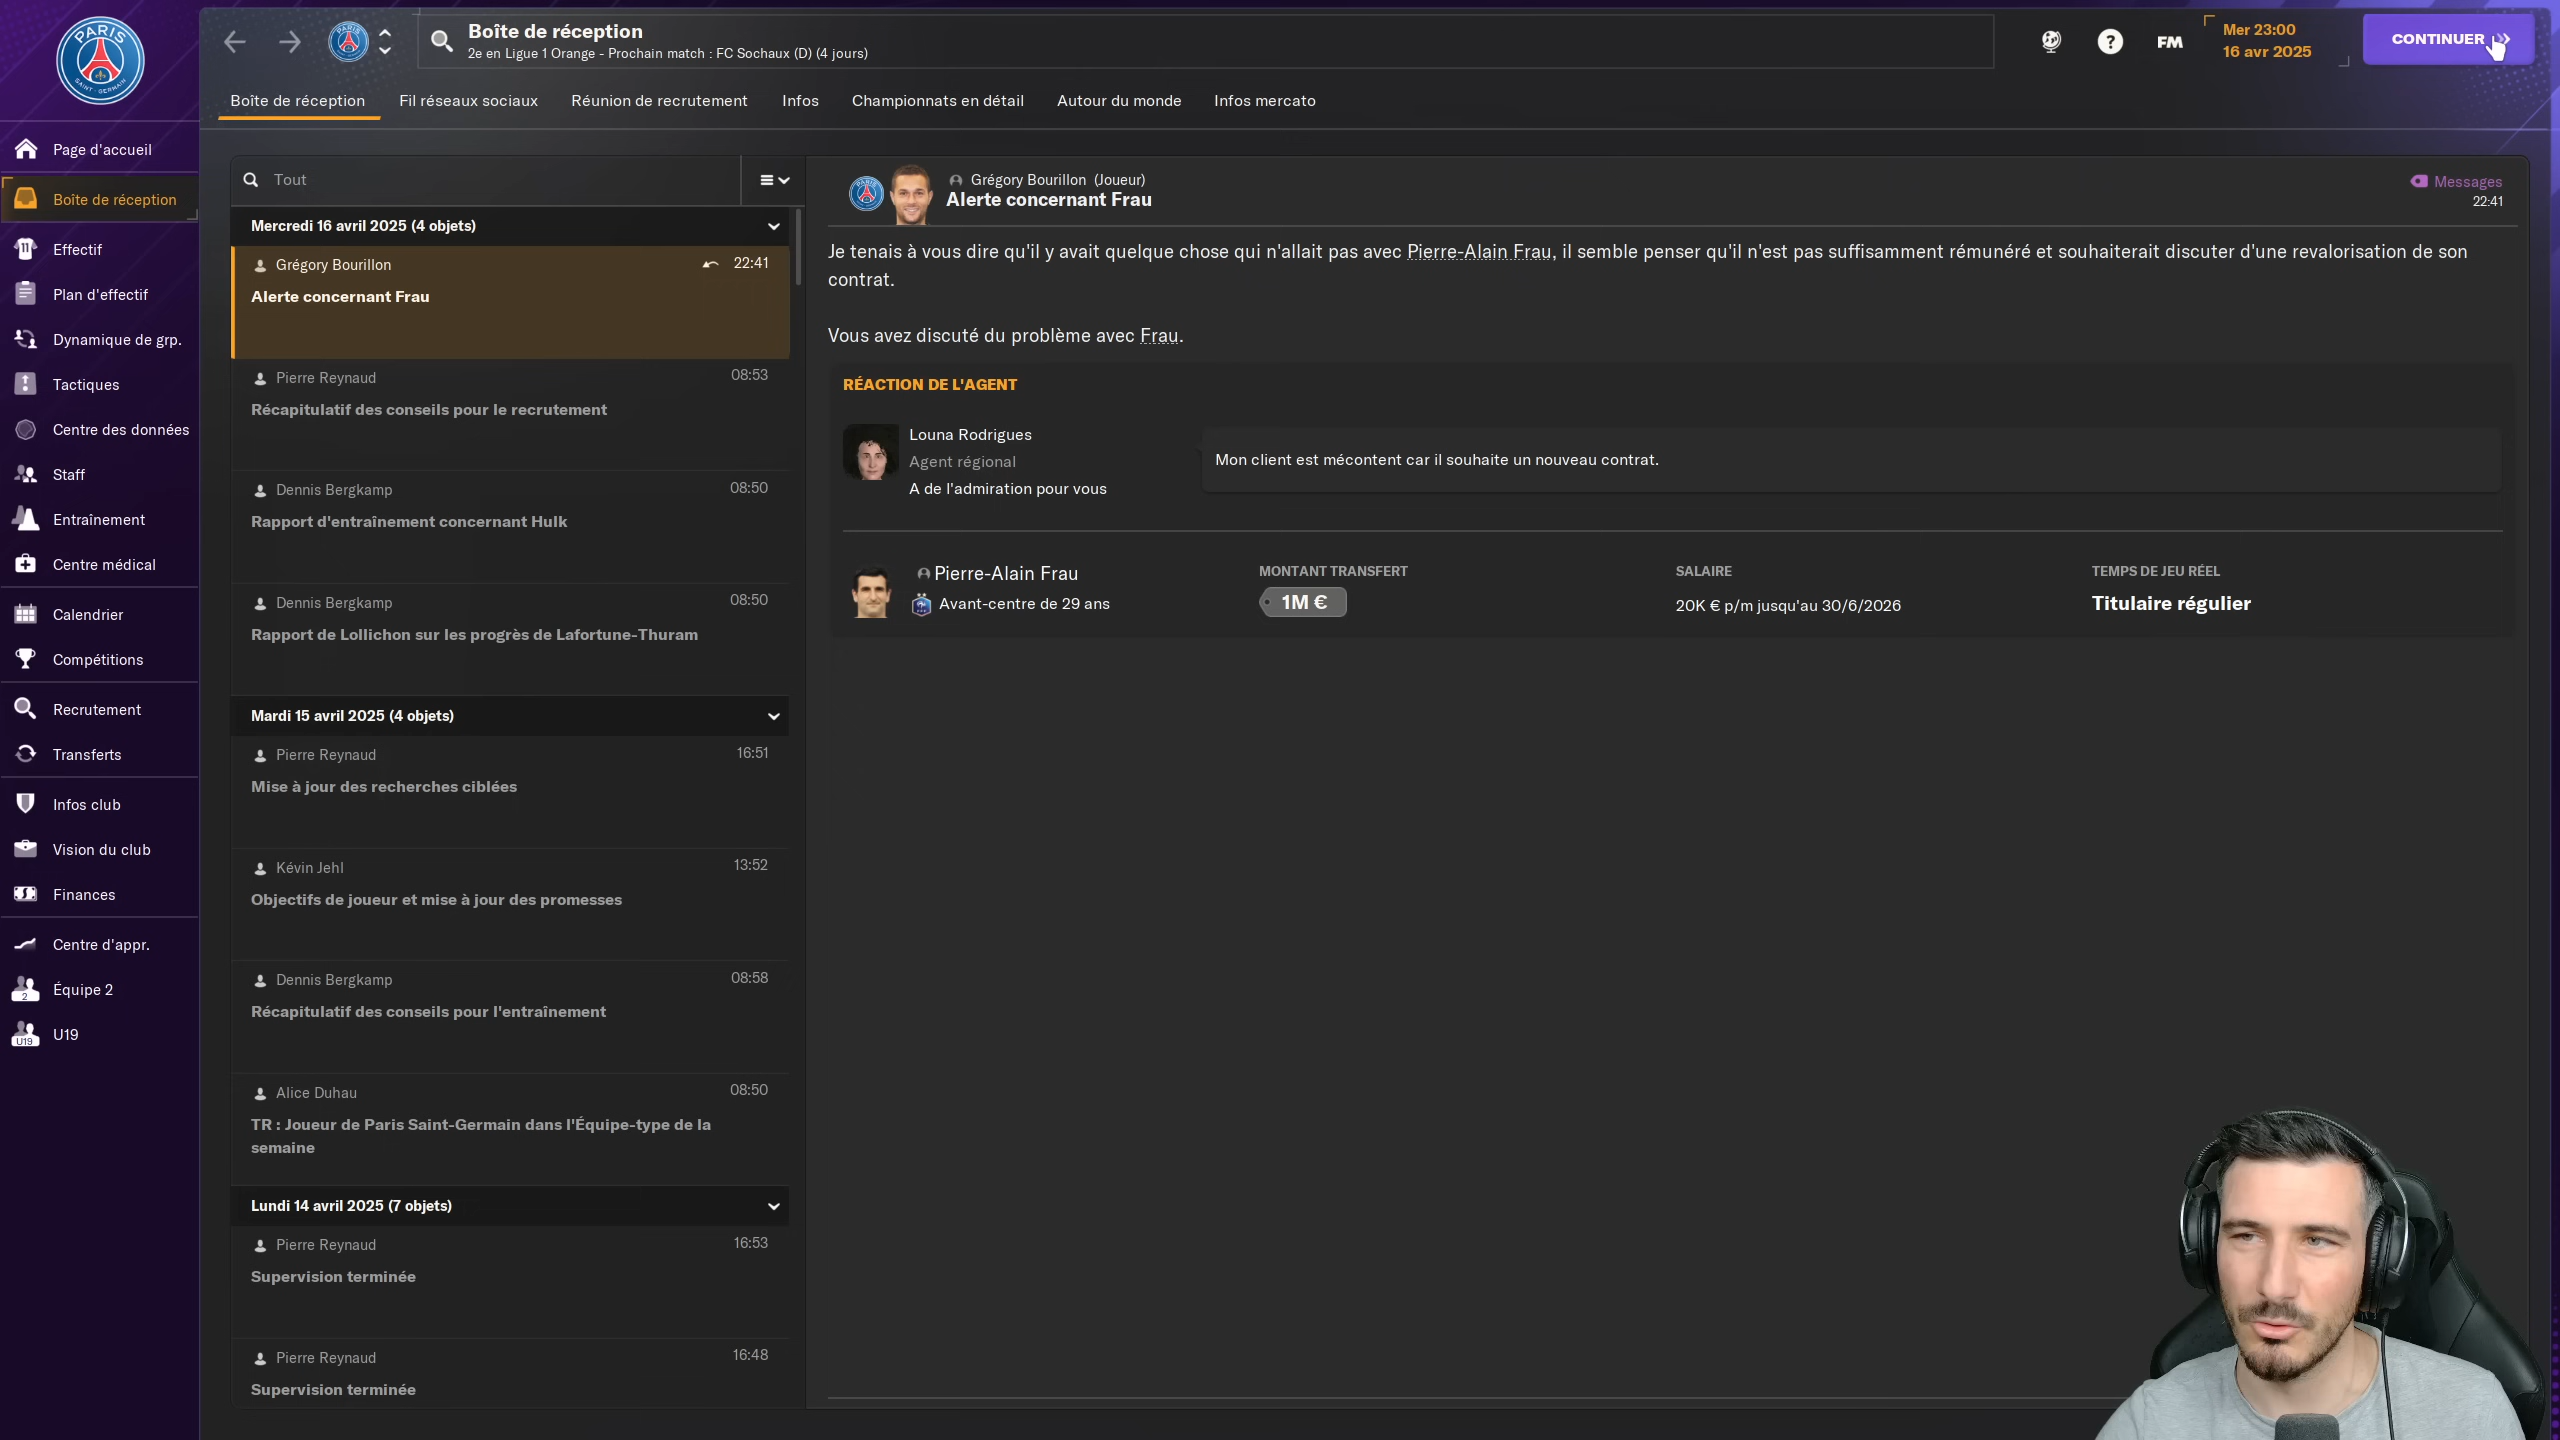 PARIS
SAINT-GERMAIN
Boîte de réception
2e en Ligue 1 Orange - Prochain match : FC Sochaux (D) (4 jours)
FM
Mer 23:00
16 avr 2025
CONTINUER
Boîte de réception
Fil réseaux sociaux
Réunion de recrutement
Infos
Championnats en détail
Autour du monde
Infos mercato
Page d'accueil
Boîte de réception
Effectif
Plan d'effectif
Dynamique de grp.
Tactiques
Centre des données
Staff
Entraînement
Centre médical
Calendrier
Compétitions
Recrutement
Transferts
Infos club
Vision du club
Finances
Centre d'appr.
2
Équipe 2
U19
U19
Tout
Mercredi 16 avril 2025 (4 objets)
Grégory Bourillon
22:41
Alerte concernant Frau
Pierre Reynaud
08:53
Récapitulatif des conseils pour le recrutement
Dennis Bergkamp
08:50
Rapport d'entraînement concernant Hulk
Dennis Bergkamp
08:50
Rapport de Lollichon sur les progrès de Lafortune-Thuram
Mardi 15 avril 2025 (4 objets)
Pierre Reynaud
16:51
Mise à jour des recherches ciblées
Kévin Jehl
13:52
Objectifs de joueur et mise à jour des promesses
Dennis Bergkamp
08:58
Récapitulatif des conseils pour l'entraînement
Alice Duhau
08:50
TR : Joueur de Paris Saint-Germain dans l'Équipe-type de la
semaine
Lundi 14 avril 2025 (7 objets)
Pierre Reynaud
16:53
Supervision terminée
Pierre Reynaud
16:48
Supervision terminée
Grégory Bourillon (Joueur)
Alerte concernant Frau
Messages
22:41
Je tenais à vous dire qu'il y avait quelque chose qui n'allait pas avec Pierre-Alain Frau, il semble penser qu'il n'est pas suffisamment rémunéré et souhaiterait discuter d'une revalorisation de son
contrat.
Vous avez discuté du problème avec Frau.
RÉACTION DE L'AGENT
Louna Rodrigues
Agent régional
A de l'admiration pour vous
Mon client est mécontent car il souhaite un nouveau contrat.
Pierre-Alain Frau
Avant-centre de 29 ans
MONTANT TRANSFERT
1M €
SALAIRE
20K € p/m jusqu'au 30/6/2026
TEMPS DE JEU RÉEL
Titulaire régulier